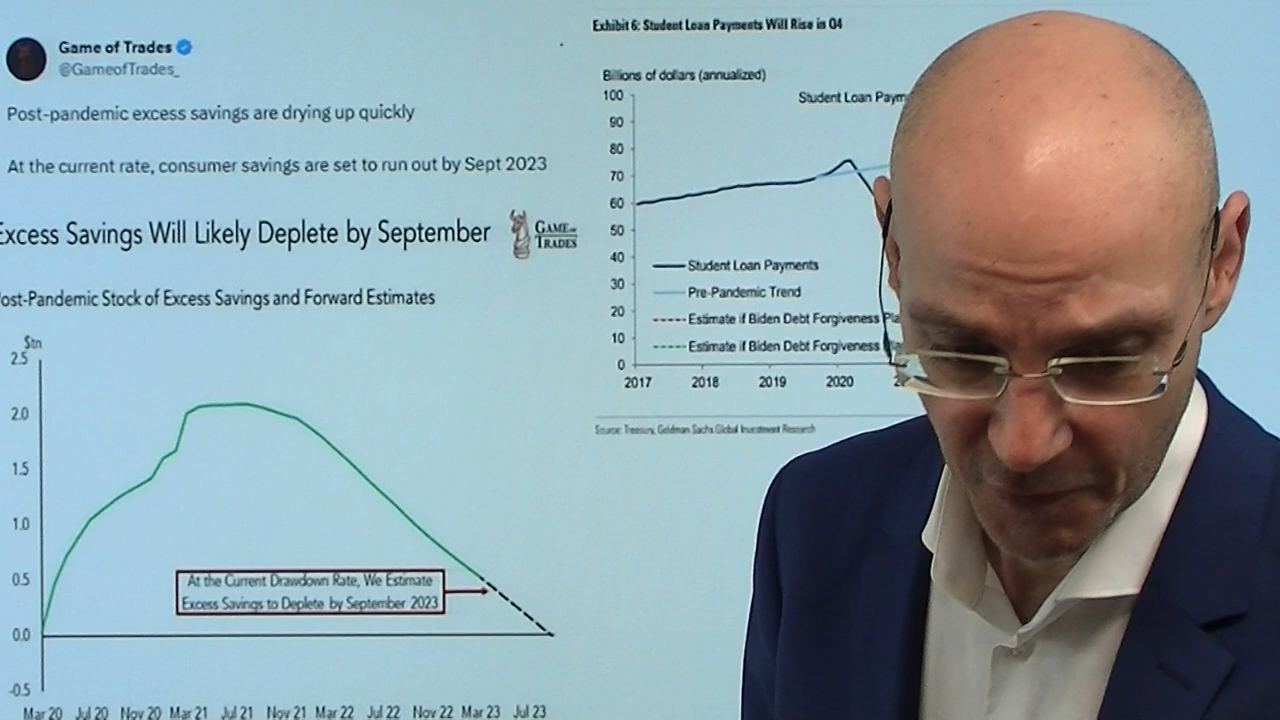 Game of Trades
@GameofTrades_
Post-pandemic excess savings are drying up quickly
At the current rate, consumer savings are set to run out by Sept 2023
Excess Savings Will Likely Deplete by September
GAME OF
TRADES
Post-Pandemic Stock of Excess Savings and Forward Estimates
$tn
2.5
2.0
1.5
1.0
0.5
0.0
-0.5
At the Current Drawdown Rate, We Estimate
Excess Savings to Deplete by September 2023
Mar 20 Jul 20 Nov 20 Mar 21 Jul 21 Nov 21 Mar 22 Jul 22 Nov 22 Mar 23 Jul 23
Exhibit 6: Student Loan Payments Will Rise is Q4
Billions of dollars (annualized)
Student Loan Paym
100
90
80
70
60
50
40
30
20
10
0
Student Loan Payments
Pre-Pandemic Trend
Estimate if Biden Debt Forgiveness Pla
Estimate if Biden Debt Forgiveness
2017 2018 2019 2020
Source: Treasury, Goldman Sachs Global Investment Research